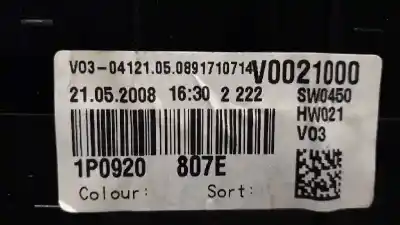 V03-04121.05.0891710714 V0021000
21.05.2008 16:30 2 222 SW0450
HW021
V03
1P0920 807E
Colour: Sort: